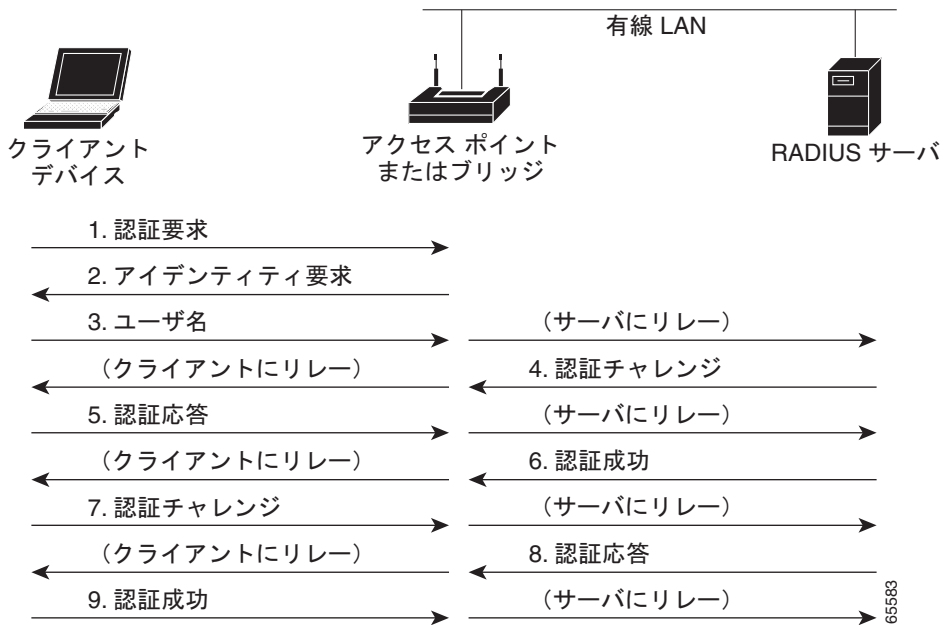 有線 LAN
クライアント
デバイス
アクセス ポイント
またはブリッジ
RADIUS サーバ
1. 認証要求
2. アイデンティティ要求
3. ユーザ名
（サーバにリレー）
（クライアントにリレー）
4. 認証チャレンジ
5. 認証応答
（サーバにリレー）
（クライアントにリレー）
6. 認証成功
7. 認証チャレンジ
（サーバにリレー）
（クライアントにリレー）
8. 認証応答
9. 認証成功
（サーバにリレー）
65583